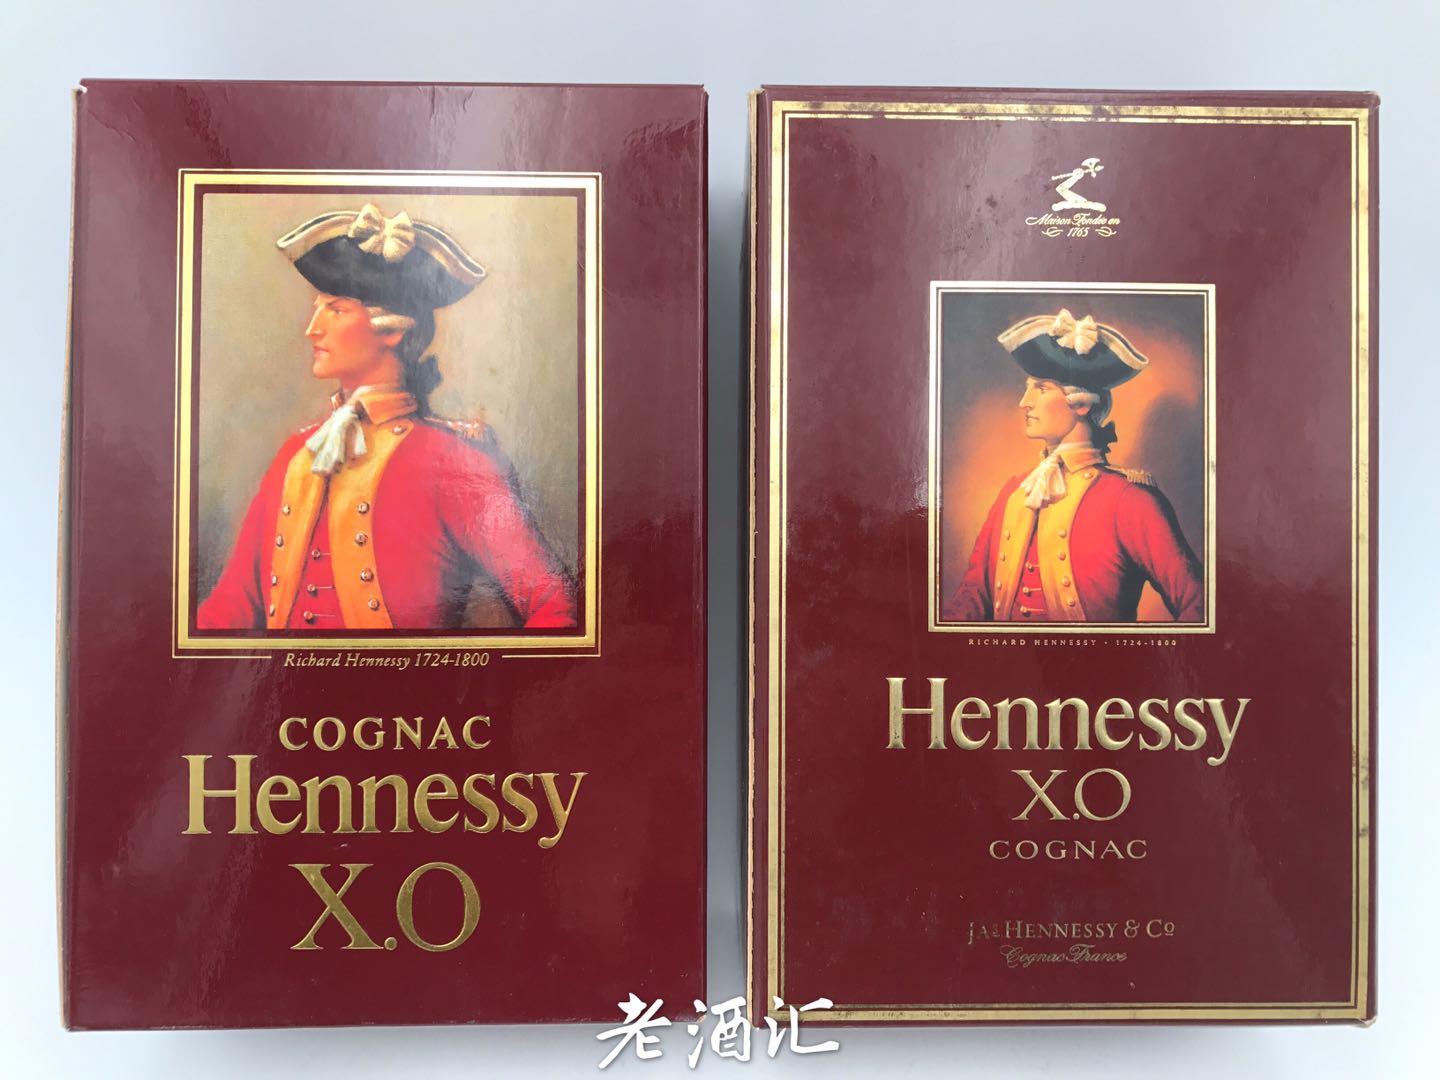 Richard Hennessy 1724-1800
COGNAC
Hennessy
X.O
Maison Fondée en
1765
RICHARD HENNESSY • 1724-1800
Hennessy
X.O
COGNAC
JAS HENNESSY & Co
Cognac France
老酒汇